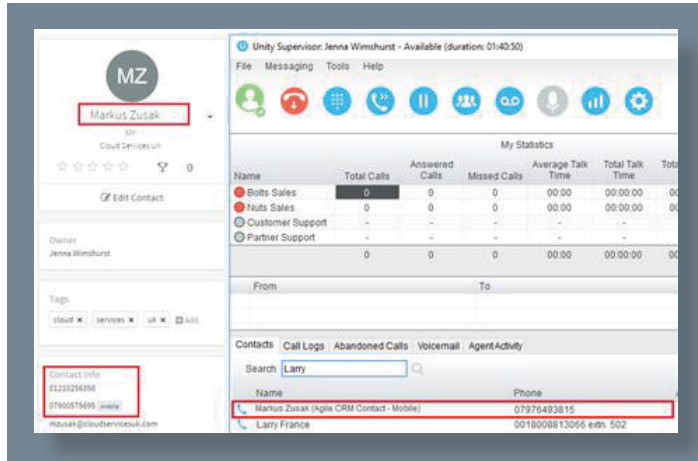 MZ
Markus Zusak
Mr
Cloud Services UK
0
Edit Contact
Owner
Jenna Wimshurst
Tags
cloud x services x uk x Add
Contact Info
01210256358
07900575695 mobile
mzusak@cloudservicesuk.com
Unity Supervisor: Jenna Wimshurst - Available (duration: 01:40:50)
File Messaging Tools Help
My Statistics
Name Total Calls Answered Calls Missed Calls Average Talk Time Total Talk Time
Bolts Sales 0 0 0 00:00 00:00:00
Nuts Sales 0 0 0 00:00 00:00:00
Customer Support - - - - -
Partner Support - - - - -
0 0 0 00:00 00:00:00
From To
Contacts Call Logs Abandoned Calls Voicemail Agent Activity
Search Larry
Name Phone
Markus Zusak (Agile CRM Contact - Mobile) 07976493815
Larry France 0018008813066 extn. 502